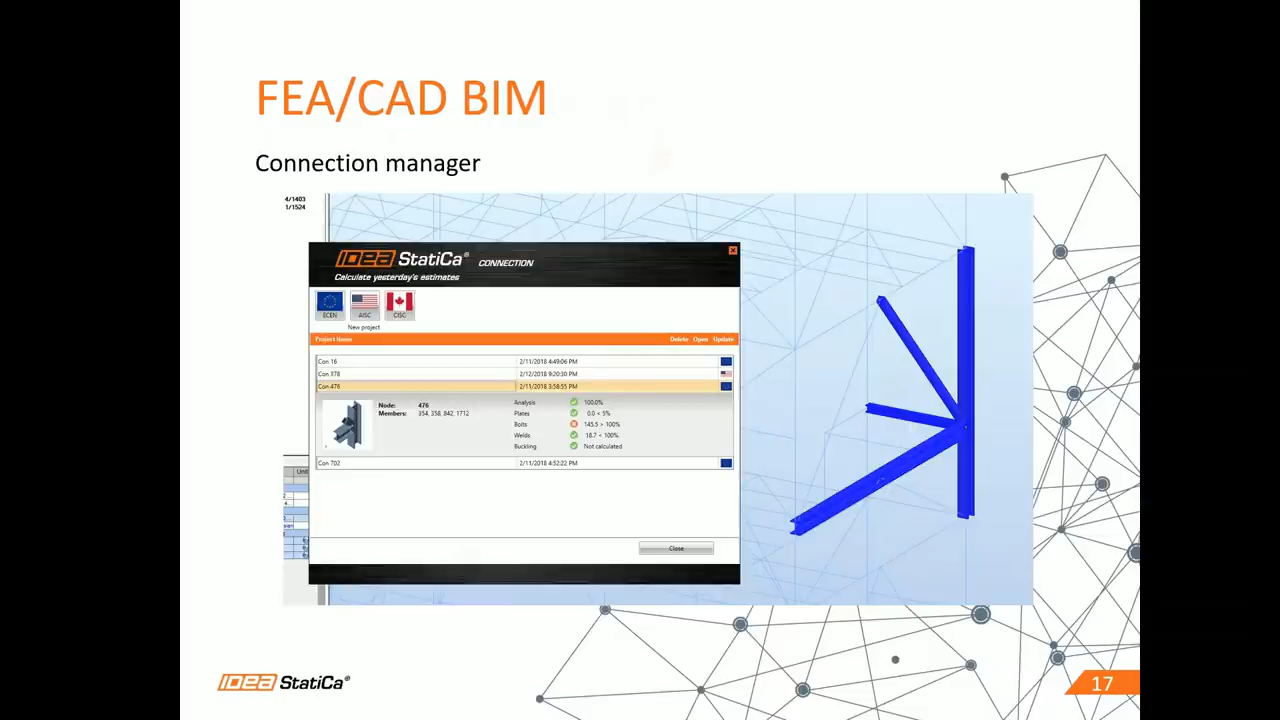 FEA/CAD BIM
Connection manager
4/1403
1/1524
IDEA StatiCa® CONNECTION
Calculate yesterday's estimates
ECEN AISC CISC
New project
Project Name Delete Open Update
Con 16 2/11/2018 4:49:06 PM
Con 378 2/12/2018 9:20:30 PM
Con 476 2/11/2018 3:58:55 PM
Node: 476
Members: 354, 358, 842, 1712
Analysis 100.0%
Plates 0.0 < 5%
Bolts 145.5 > 100%
Welds 18.7 < 100%
Buckling Not calculated
Con 702 2/11/2018 4:52:22 PM
Close
IDEA StatiCa®
17